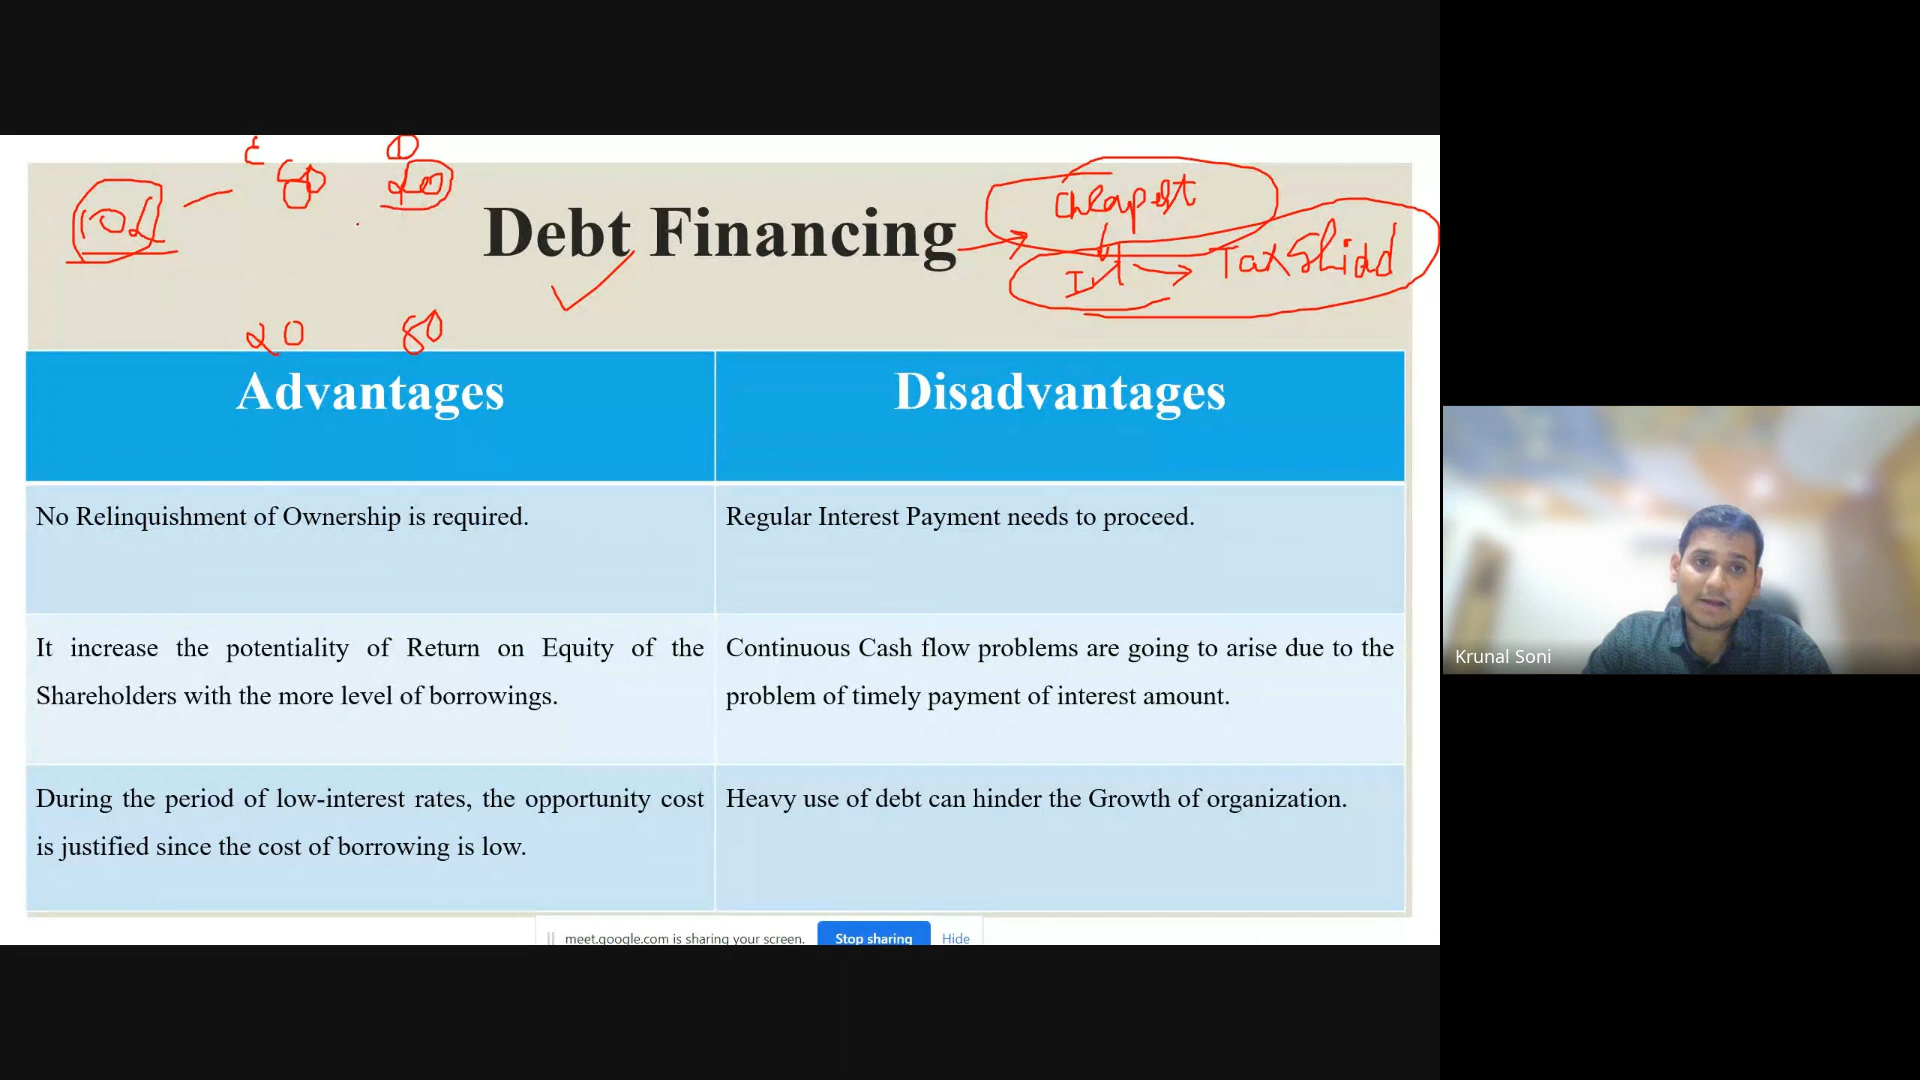 E D
10L 80 20
Cheapest
Debt Financing
Int Tax Shield
20 80
Advantages Disadvantages
No Relinquishment of Ownership is required.
Regular Interest Payment needs to proceed.
It increase the potentiality of Return on Equity of the
Shareholders with the more level of borrowings.
Continuous Cash flow problems are going to arise due to the
problem of timely payment of interest amount.
During the period of low-interest rates, the opportunity cost
is justified since the cost of borrowing is low.
Heavy use of debt can hinder the Growth of organization.
meet.google.com is sharing your screen. Stop sharing Hide
Krunal Soni